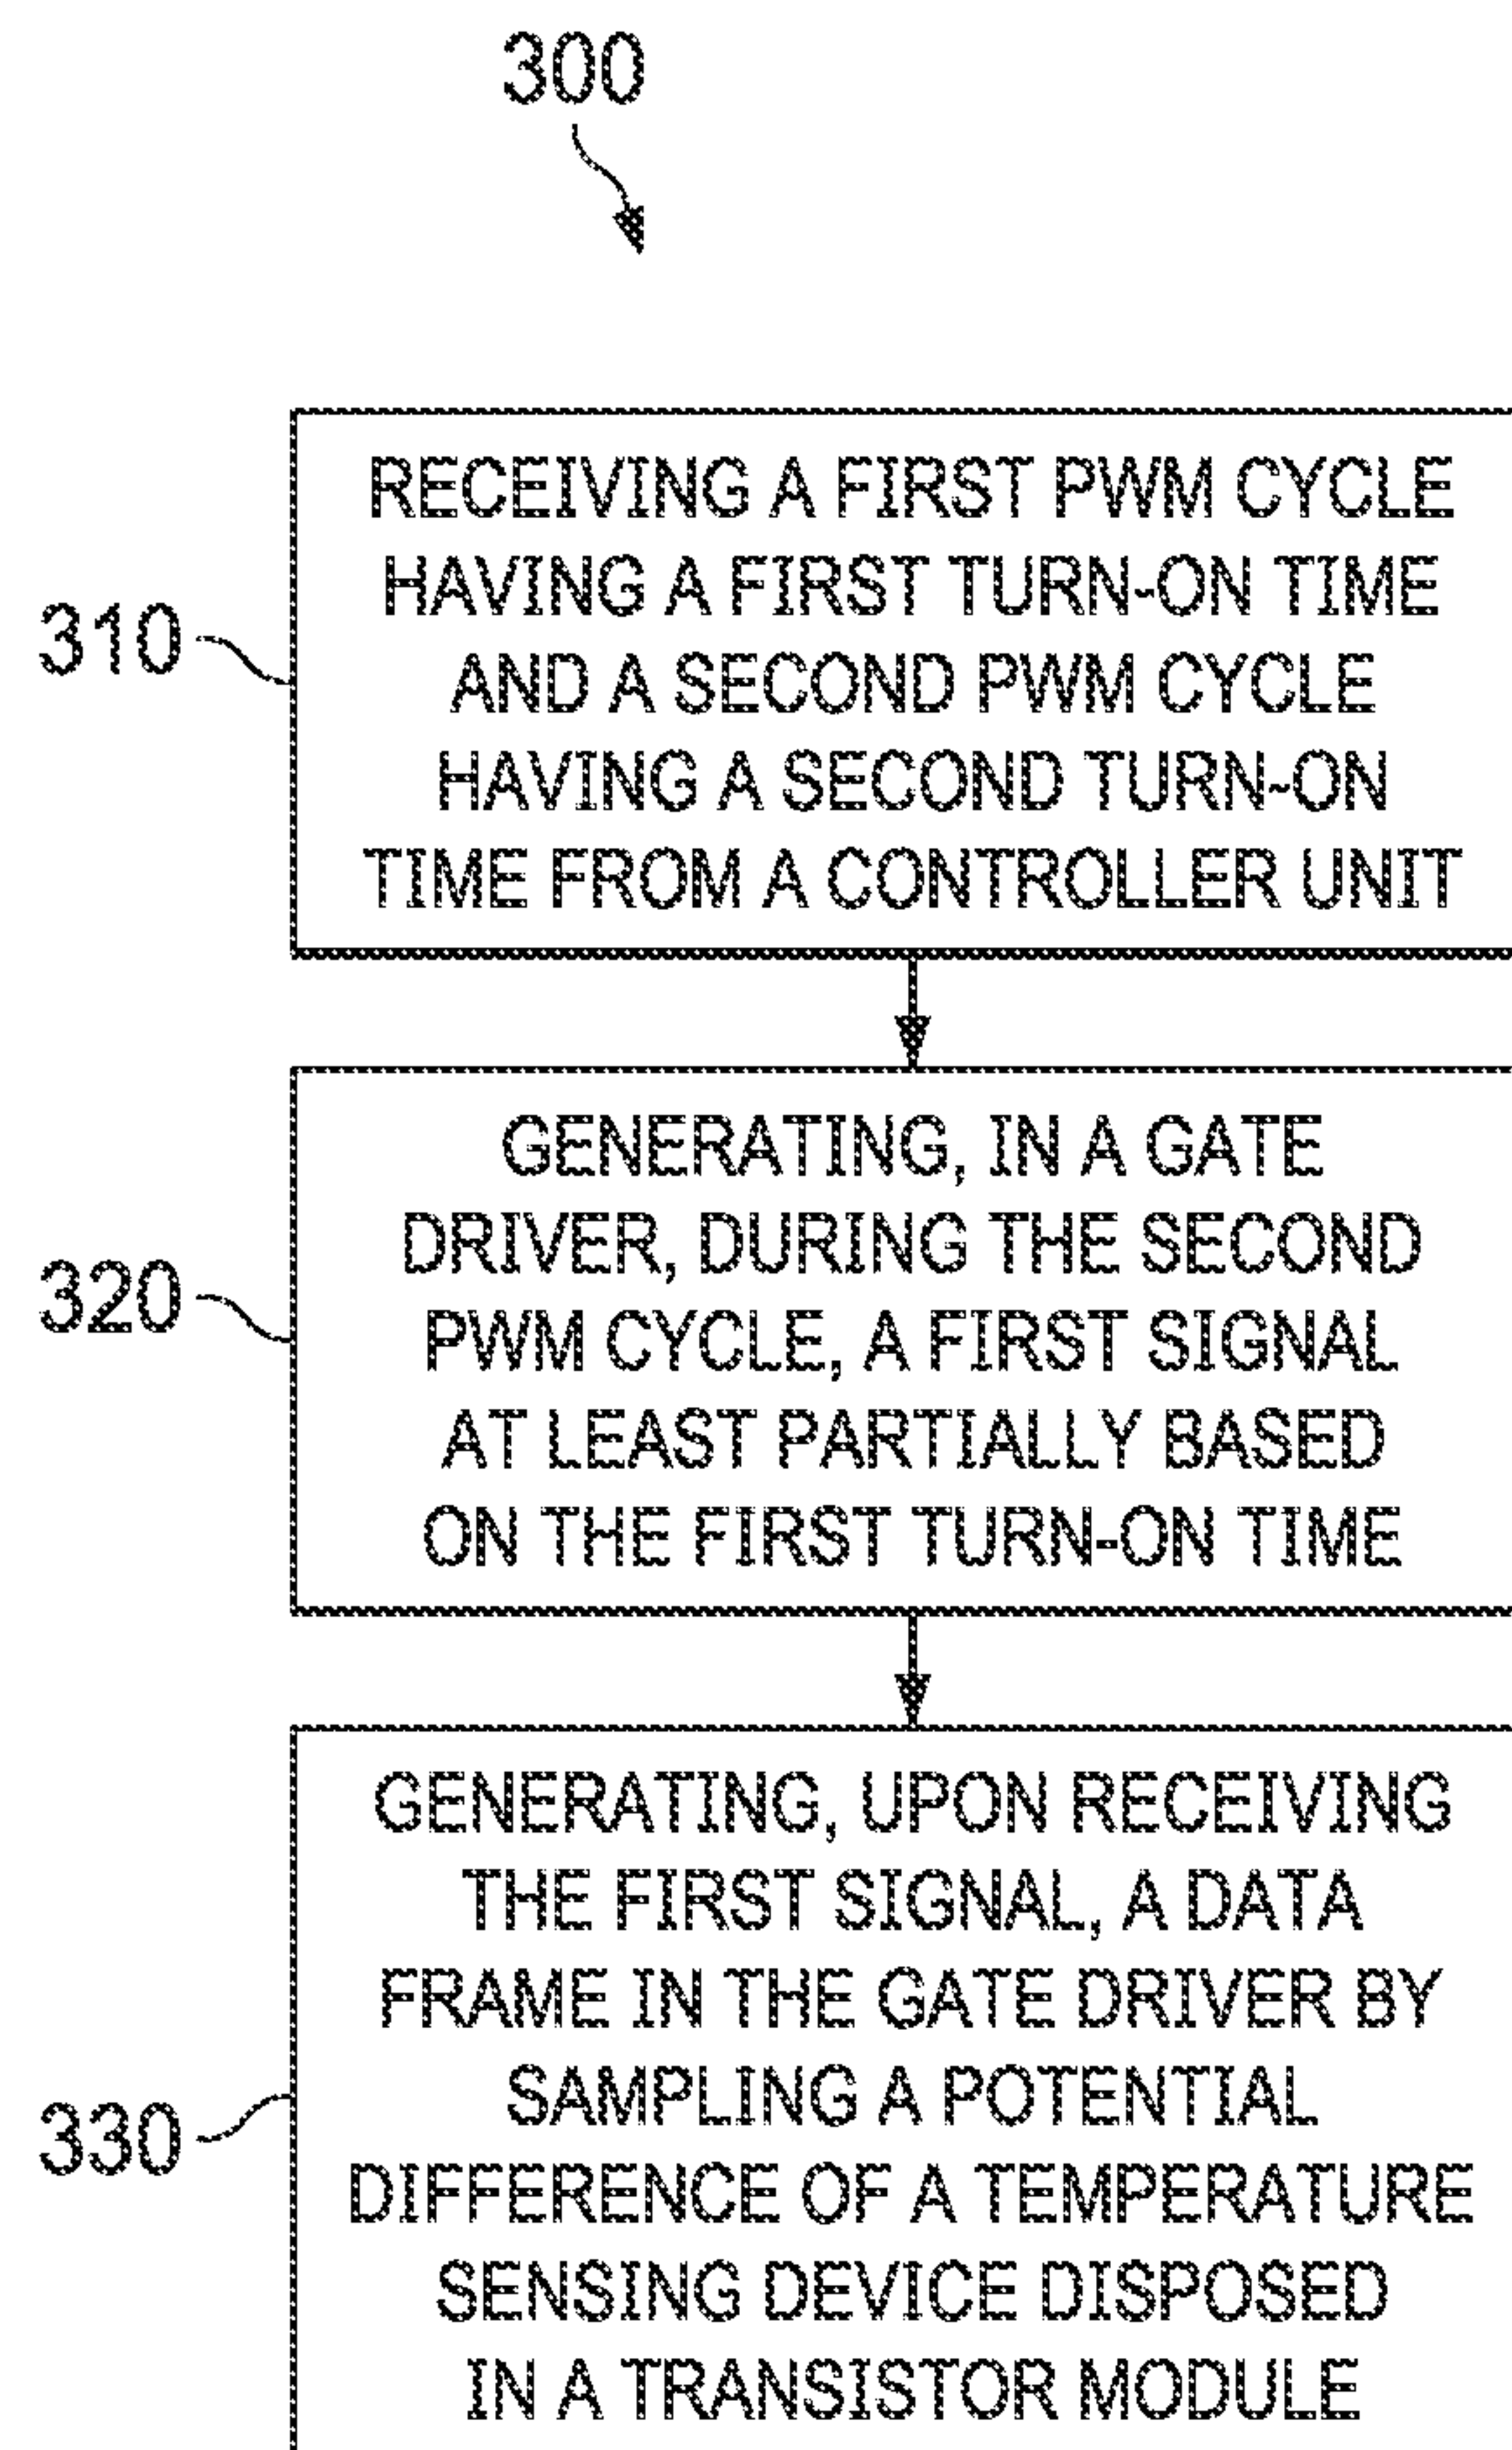 300
310
RECEIVING A FIRST PWM CYCLE
HAVING A FIRST TURN-ON TIME
AND A SECOND PWM CYCLE
HAVING A SECOND TURN-ON
TIME FROM A CONTROLLER UNIT
320
GENERATING, IN A GATE
DRIVER, DURING THE SECOND
PWM CYCLE, A FIRST SIGNAL
AT LEAST PARTIALLY BASED
ON THE FIRST TURN-ON TIME
330
GENERATING, UPON RECEIVING
THE FIRST SIGNAL, A DATA
FRAME IN THE GATE DRIVER BY
SAMPLING A POTENTIAL
DIFFERENCE OF A TEMPERATURE
SENSING DEVICE DISPOSED
IN A TRANSISTOR MODULE